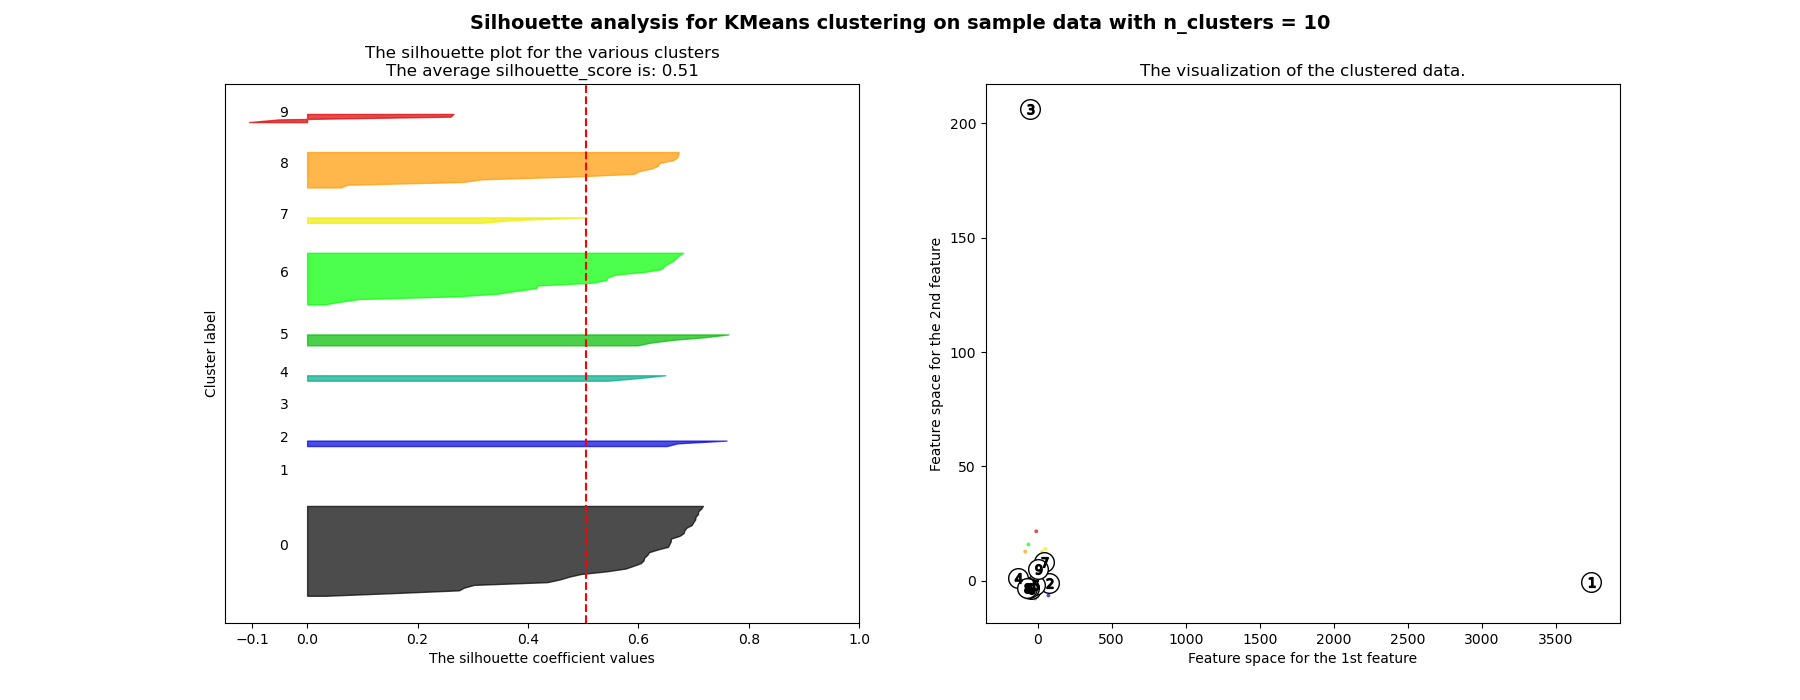 Silhouette analysis for KMeans clustering on sample data with n_clusters = 10
The silhouette plot for the various clusters
The average silhouette_score is: 0.51
Cluster label
9
8
7
6
5
4
3
2
1
0
−0.1 0.0 0.2 0.4 0.6 0.8 1.0
The silhouette coefficient values
The visualization of the clustered data.
Feature space for the 2nd feature
200
150
100
50
0
3
7
9
4
2
8
1
0 500 1000 1500 2000 2500 3000 3500
Feature space for the 1st feature